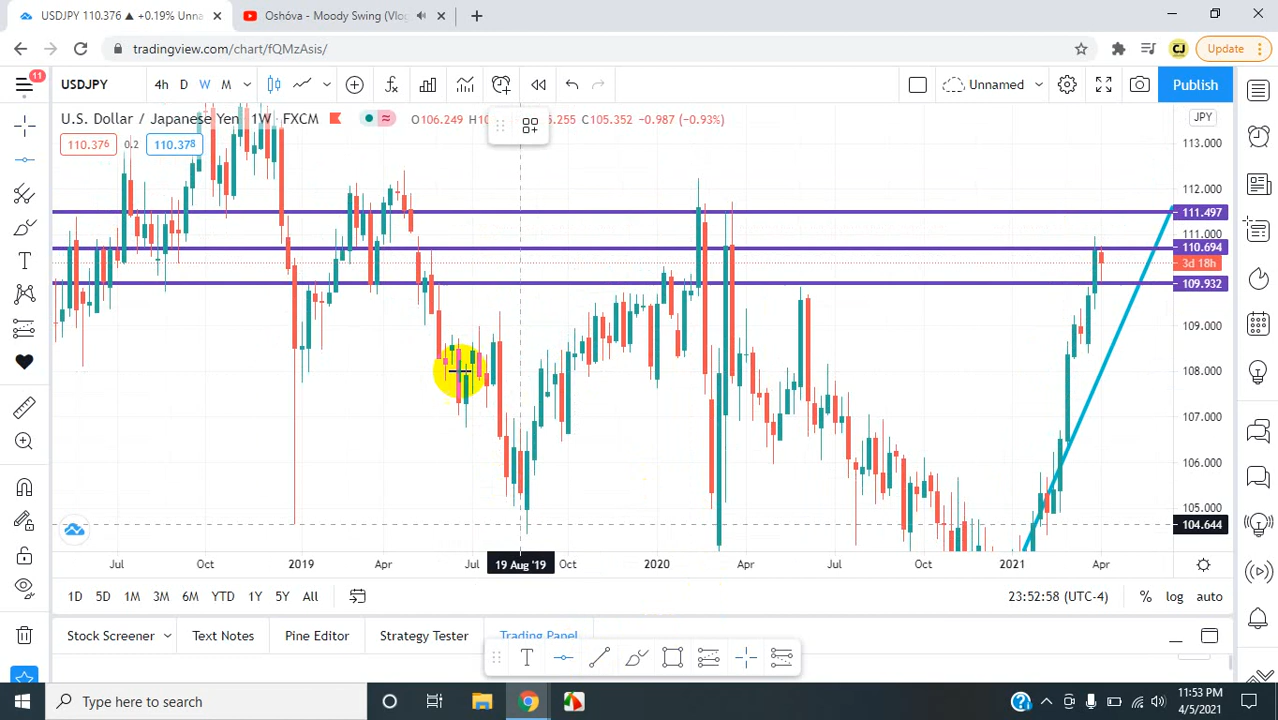 USDJPY 110.376 ▲ +0.19% Unna
Oshóva - Moody Swing (Vlog
tradingview.com/chart/fQMzAsis/
CJ
Update
11
USDJPY
4h D W M
Unnamed
Publish
U.S. Dollar / Japanese Yen 1W FXCM
O106.249 H10 .255 C105.352 -0.987 (-0.93%)
JPY
110.376 0.2 110.378
113.000
112.000
111.497
111.000
110.694
3d 18h
109.932
109.000
108.000
107.000
106.000
105.000
104.644
Jul Oct 2019 Apr Jul 19 Aug '19 Oct 2020 Apr Jul Oct 2021 Apr
1D 5D 1M 3M 6M YTD 1Y 5Y All
23:52:58 (UTC-4) % log auto
Stock Screener Text Notes Pine Editor Strategy Tester Trading Panel
Type here to search
11:53 PM
4/5/2021